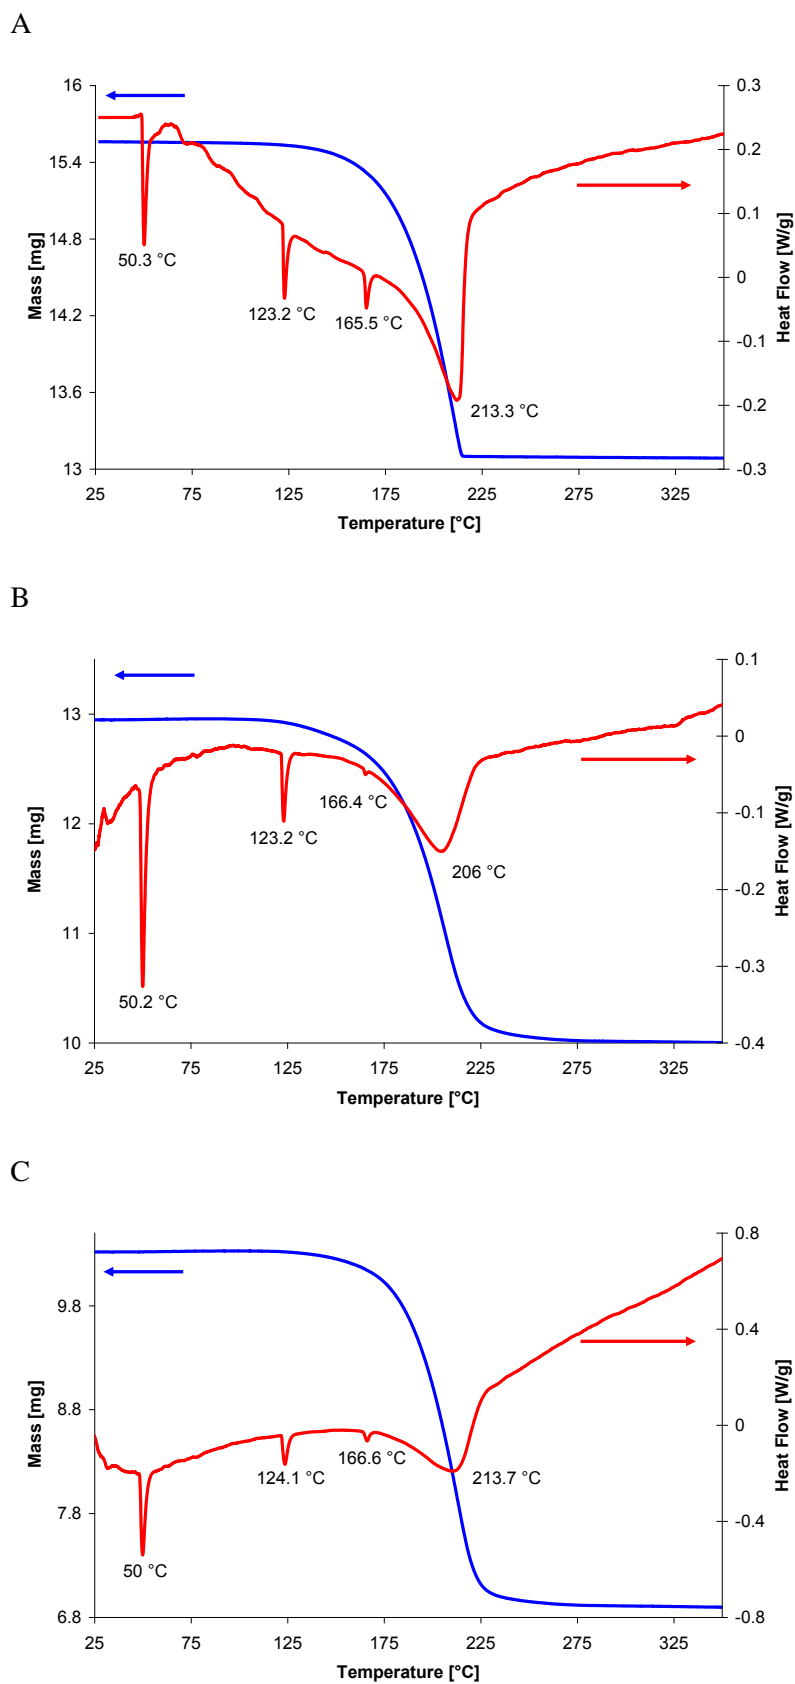 A
16
15.4
14.8
14.2
13.6
13
Mass [mg]
0.3
0.2
0.1
0
-0.1
-0.2
-0.3
Heat Flow [W/g]
50.3 °C
123.2 °C
165.5 °C
213.3 °C
25 75 125 175 225 275 325
Temperature [°C]
B
13
12
11
10
Mass [mg]
0.1
0
-0.1
-0.2
-0.3
-0.4
Heat Flow [W/g]
166.4 °C
123.2 °C
206 °C
50.2 °C
25 75 125 175 225 275 325
Temperature [°C]
C
9.8
8.8
7.8
6.8
Mass [mg]
0.8
0.4
0
-0.4
-0.8
Heat Flow [W/g]
166.6 °C
124.1 °C
213.7 °C
50 °C
25 75 125 175 225 275 325
Temperature [°C]